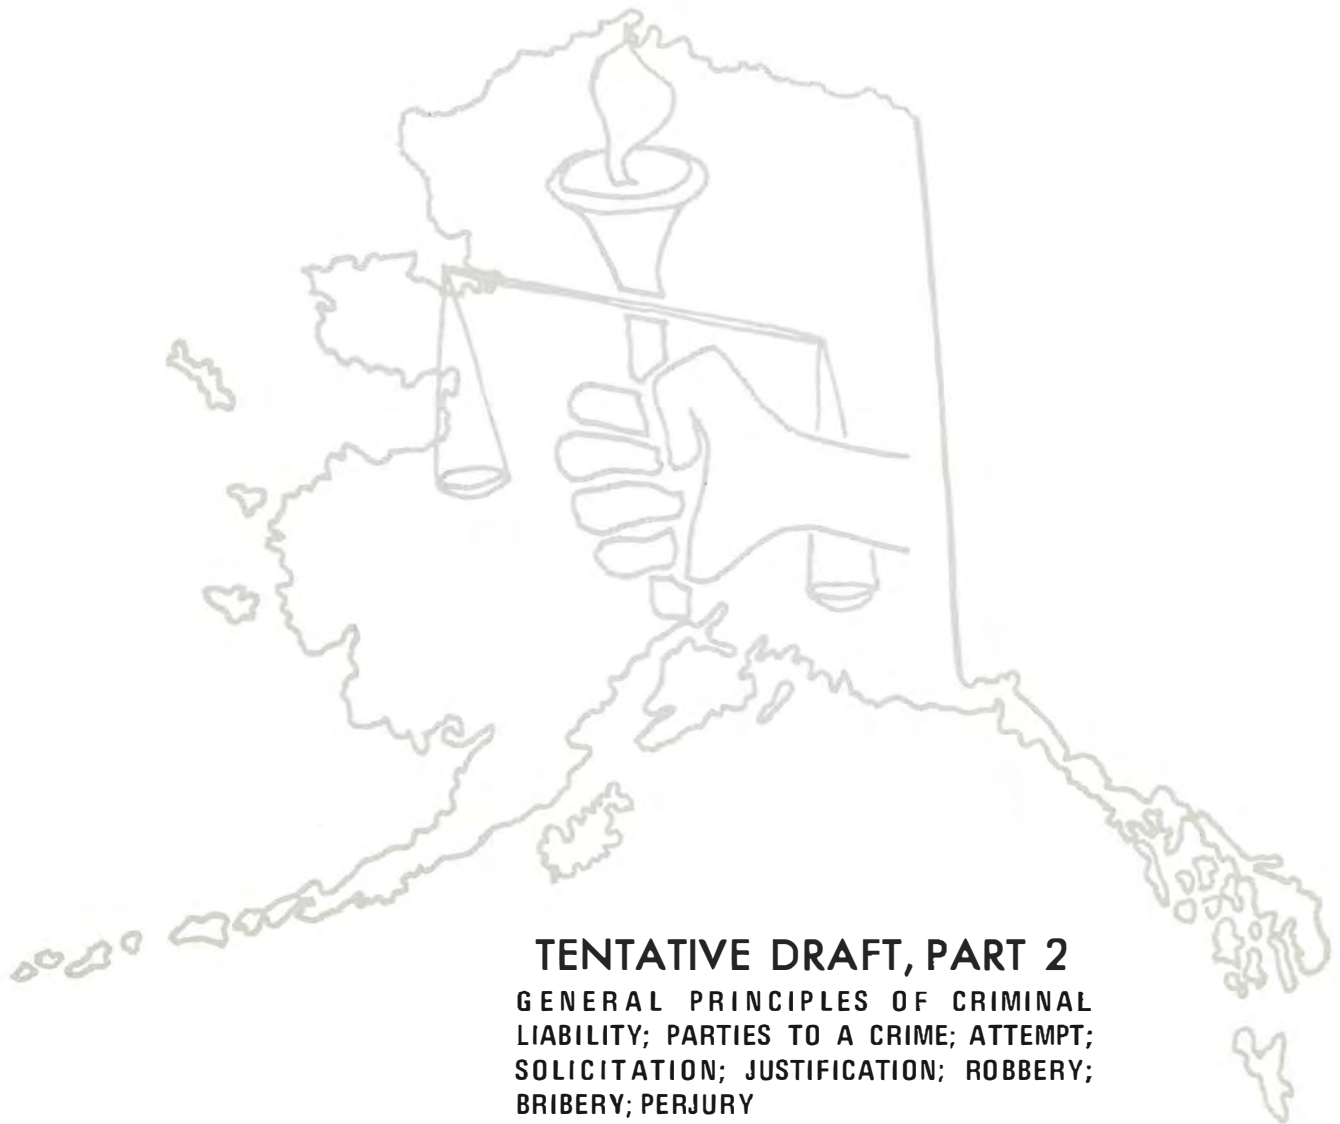 TENTATIVE DRAFT, PART 2
GENERAL PRINCIPLES OF CRIMINAL
LIABILITY; PARTIES TO A CRIME; ATTEMPT;
SOLICITATION; JUSTIFICATION; ROBBERY;
BRIBERY; PERJURY